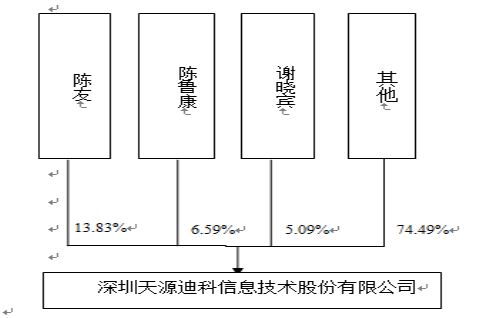 陈友
陈鲁康
谢晓宾
其他
13.83%
6.59%
5.09%
74.49%
深圳天源迪科信息技术股份有限公司